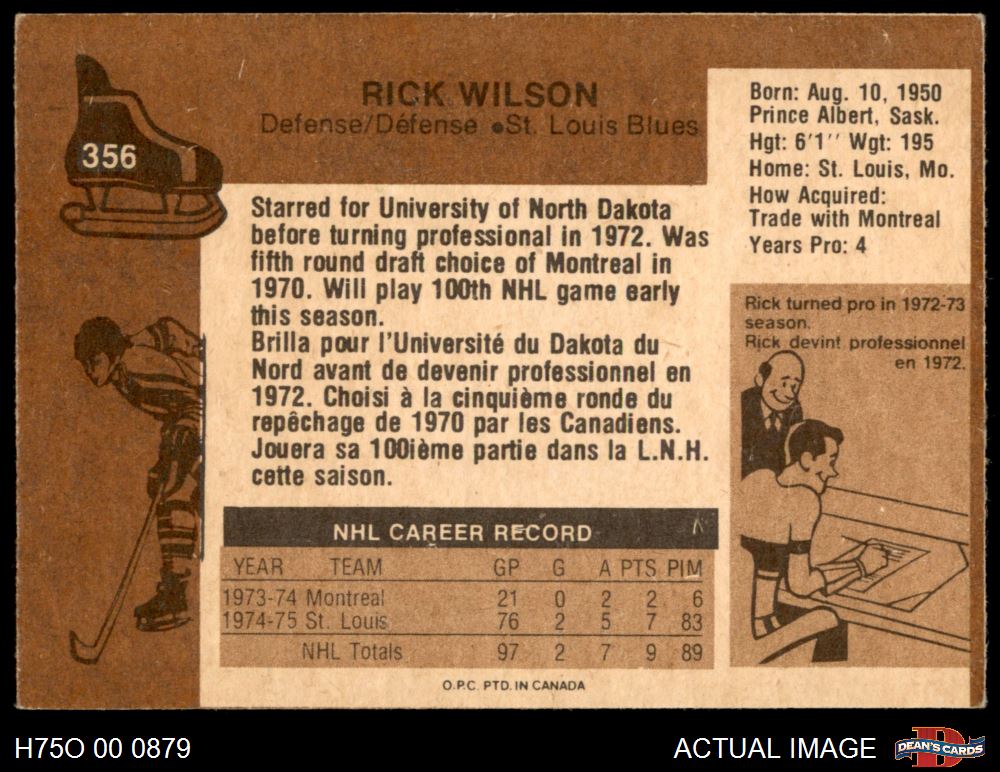 356
RICK WILSON
Defense/Défense • St. Louis Blues
Born: Aug. 10, 1950
Prince Albert, Sask.
Hgt: 6'1'' Wgt: 195
Home: St. Louis, Mo.
How Acquired:
Trade with Montreal
Years Pro: 4
Starred for University of North Dakota
before turning professional in 1972. Was
fifth round draft choice of Montreal in
1970. Will play 100th NHL game early
this season.
Brilla pour l'Université du Dakota du
Nord avant de devenir professionnel en
1972. Choisi à la cinquième ronde du
repêchage de 1970 par les Canadiens.
Jouera sa 100ième partie dans la L.N.H.
cette saison.
Rick turned pro in 1972-73
season.
Rick devint professionnel
en 1972.
NHL CAREER RECORD
YEAR TEAM GP G A PTS PIM
1973-74 Montreal 21 0 2 2 6
1974-75 St. Louis 76 2 5 7 83
NHL Totals 97 2 7 9 89
O.P.C. PTD. IN CANADA
H75O 00 0879
ACTUAL IMAGE
D
DEAN'S CARDS